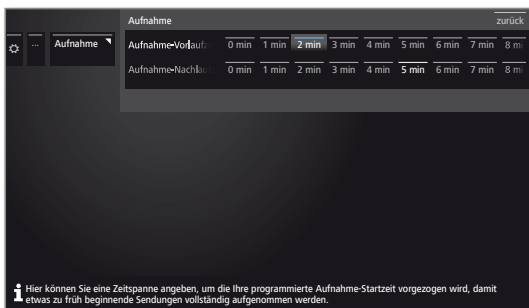 Aufnahme zurück
... Aufnahme
Aufnahme-Vorlaufz 0 min 1 min 2 min 3 min 4 min 5 min 6 min 7 min 8 m
Aufnahme-Nachlauf 0 min 1 min 2 min 3 min 4 min 5 min 6 min 7 min 8 m
Hier können Sie eine Zeitspanne angeben, um die Ihre programmierte Aufnahme-Startzeit vorgezogen wird, damit
etwas zu früh beginnende Sendungen vollständig aufgenommen werden.